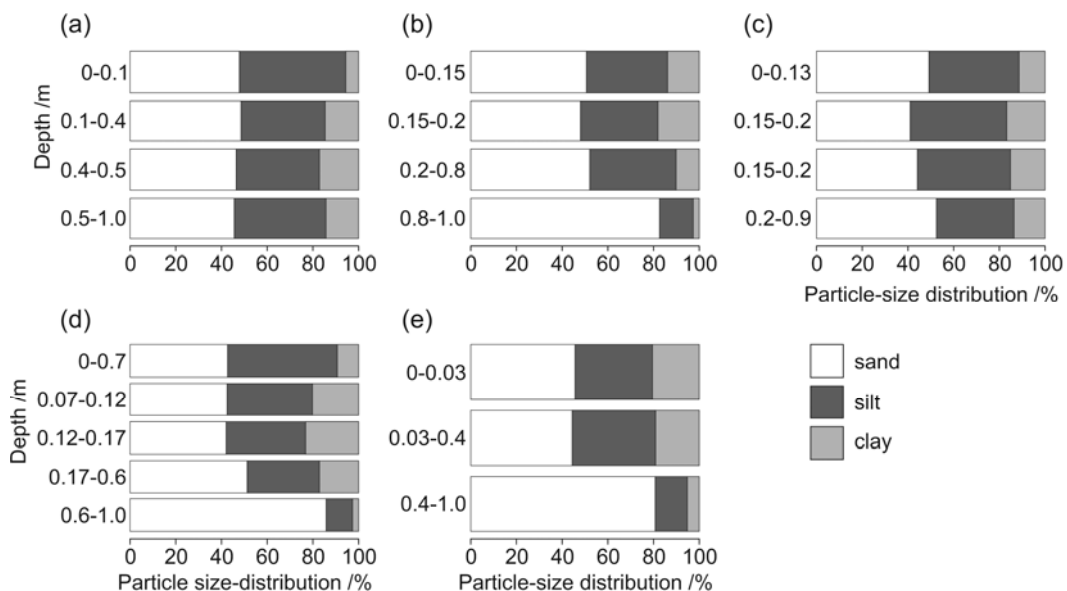 (a)
Depth /m
0-0.1
0.1-0.4
0.4-0.5
0.5-1.0
0 20 40 60 80 100
(b)
0-0.15
0.15-0.2
0.2-0.8
0.8-1.0
0 20 40 60 80 100
(c)
0-0.13
0.15-0.2
0.15-0.2
0.2-0.9
0 20 40 60 80 100
Particle-size distribution /%
(d)
Depth /m
0-0.7
0.07-0.12
0.12-0.17
0.17-0.6
0.6-1.0
0 20 40 60 80 100
Particle size-distribution /%
(e)
0-0.03
0.03-0.4
0.4-1.0
0 20 40 60 80 100
Particle-size distribution /%
sand
silt
clay